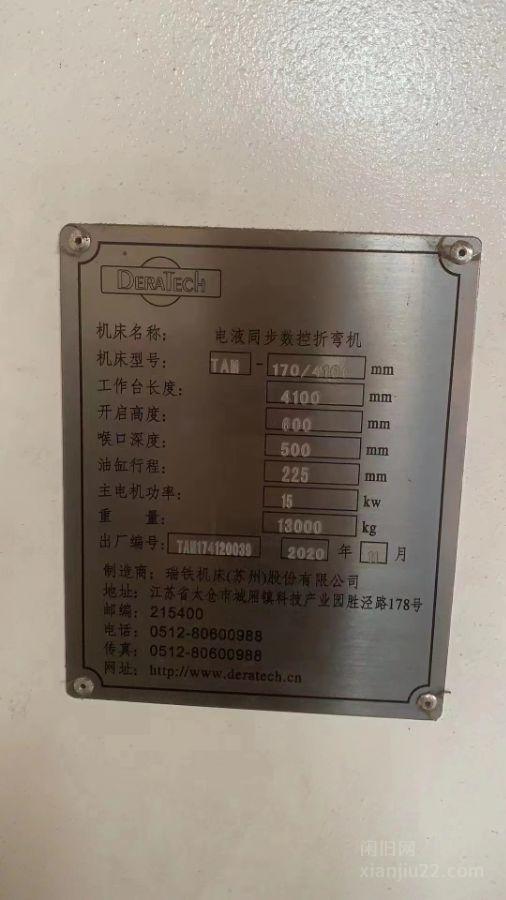 DERATECH
机床名称: 电液同步数控折弯机
机床型号: TAM - 170/4100 mm
工作台长度: 4100 mm
开启高度: 600 mm
喉口深度: 500 mm
油缸行程: 225 mm
主电机功率: 15 kw
重 量: 13000 kg
出厂编号: TAM174120039 2020 年 11 月
制造商: 瑞铁机床(苏州)股份有限公司
地址: 江苏省太仓市城厢镇科技产业园胜泾路178号
邮编: 215400
电话: 0512-80600988
传真: 0512-80600988
网址: http://www.deratech.cn
闲旧网
xianjiu22.com